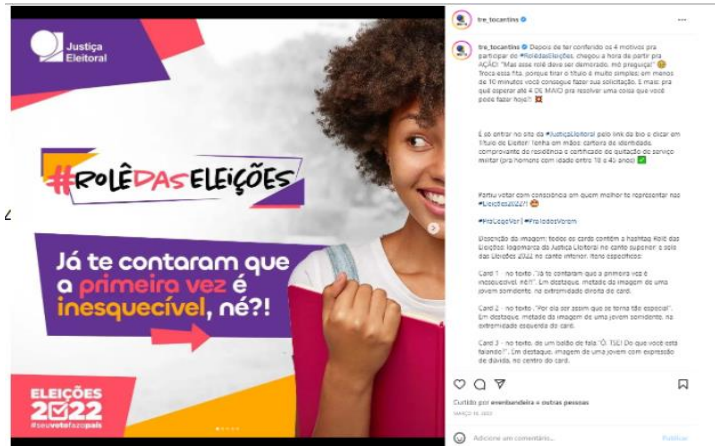 Justiça
Eleitoral
#ROLÊDAS ELEIÇÕES
Já te contaram que
a primeira vez é
inesquecível, né?!
ELEIÇÕES
2022
#seuvotefazopaís
4
tre_tocantins
tre_tocantins Depois de ter conferido os 4 motivos pra
participar do #RolêdasEleições, chegou a hora de partir pra
AÇÃO! "Mas esse rolê deve ser demorado, mó preguiça!"
Troca essa fita, porque tirar o título é muito simples: em menos
de 10 minutos você consegue fazer sua solicitação. E mais: pra
quê esperar até 4 DE MAIO pra resolver uma coisa que você
pode fazer hoje?!
É só entrar no site da #JustiçaEleitoral pelo link da bio e clicar em
Título de Eleitor! Tenha em mãos: carteira de identidade,
comprovante de residência e certificado de quitação de serviço
militar (pra homens com idade entre 18 e 45 anos)
Partiu votar com consciência em quem melhor te representar nas
#Eleições2022?!
#PraCegoVer | #PraTodosVerem
Descrição da imagem: todos os cards contêm a hashtag Rolê das
Eleições; logomarca da Justiça Eleitoral no canto superior; e selo
das Eleições 2022 no canto inferior. Itens específicos:
Card 1 - no texto, "Já te contaram que a primeira vez é
inesquecível, né?!". Em destaque, metade da imagem de uma
jovem sorridente, na extremidade direita do card.
Card 2 - no texto, "Por ela ser assim que se torna tão especial".
Em destaque, metade da imagem de uma jovem sorridente, na
extremidade esquerda do card.
Card 3 - no texto, de um balão de fala "Ô, TSE! Do que você está
falando?". Em destaque, imagem de uma jovem com expressão
de dúvida, no centro do card.
Curtido por evenbandeira e outras pessoas
Adicione um comentário...
Publicar